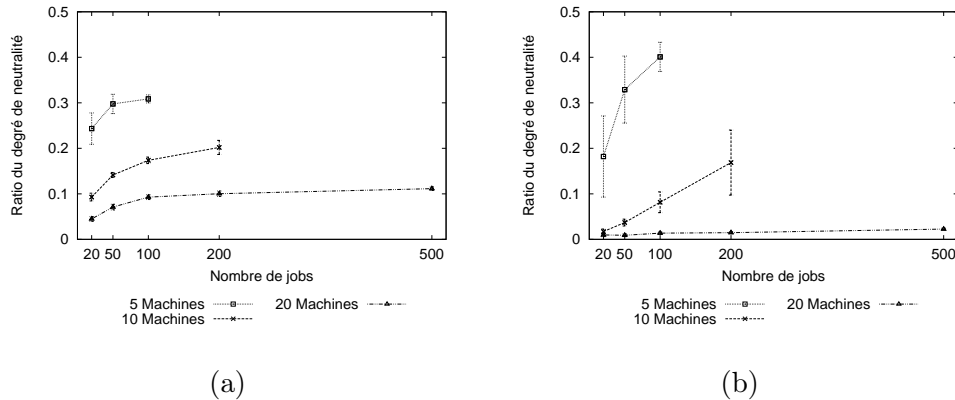 0.5
0.4
0.3
0.2
0.1
0
Ratio du degré de neutralité
20 50 100 200 500
Nombre de jobs
5 Machines 20 Machines
10 Machines
(a)
0.5
0.4
0.3
0.2
0.1
0
Ratio du degré de neutralité
20 50 100 200 500
Nombre de jobs
5 Machines 20 Machines
10 Machines
(b)